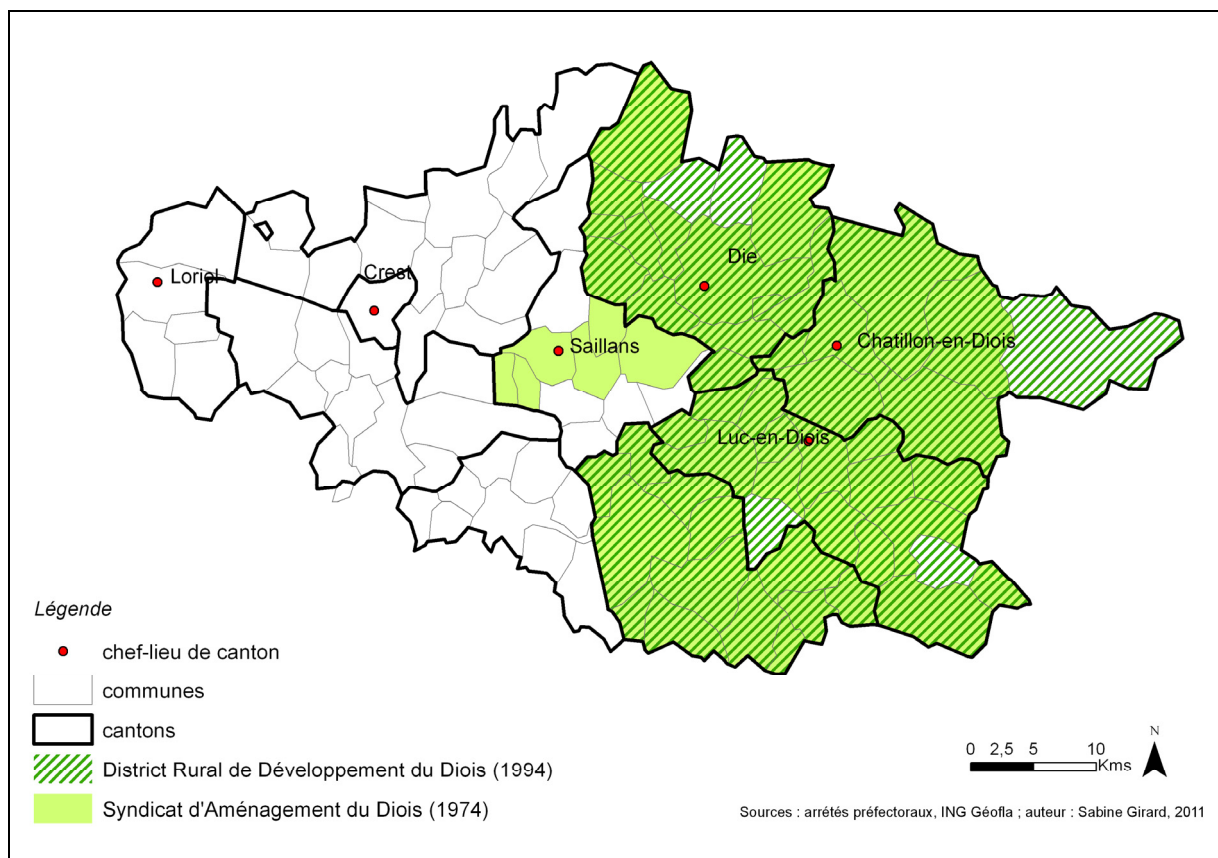 Die
Loriol
Crest
Saillans
Chatillon-en-Diois
Luc-en-Diois
Légende
chef-lieu de canton
communes
cantons
District Rural de Développement du Diois (1994)
Syndicat d'Aménagement du Diois (1974)
N
0 2,5 5 10
Kms
Sources : arrétés préfectoraux, ING Géofla ; auteur : Sabine Girard, 2011